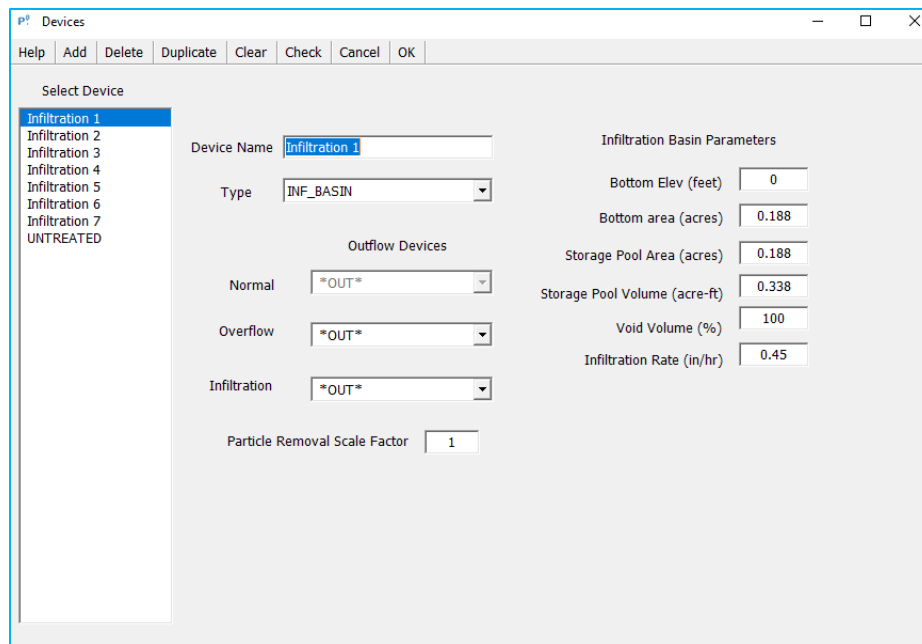 P8 Devices
Help Add Delete Duplicate Clear Check Cancel OK
Select Device
Infiltration 1
Infiltration 2
Infiltration 3
Infiltration 4
Infiltration 5
Infiltration 6
Infiltration 7
UNTREATED
Device Name Infiltration 1
Type INF_BASIN
Outflow Devices
Normal *OUT*
Overflow *OUT*
Infiltration *OUT*
Particle Removal Scale Factor 1
Infiltration Basin Parameters
Bottom Elev (feet) 0
Bottom area (acres) 0.188
Storage Pool Area (acres) 0.188
Storage Pool Volume (acre-ft) 0.338
Void Volume (%) 100
Infiltration Rate (in/hr) 0.45